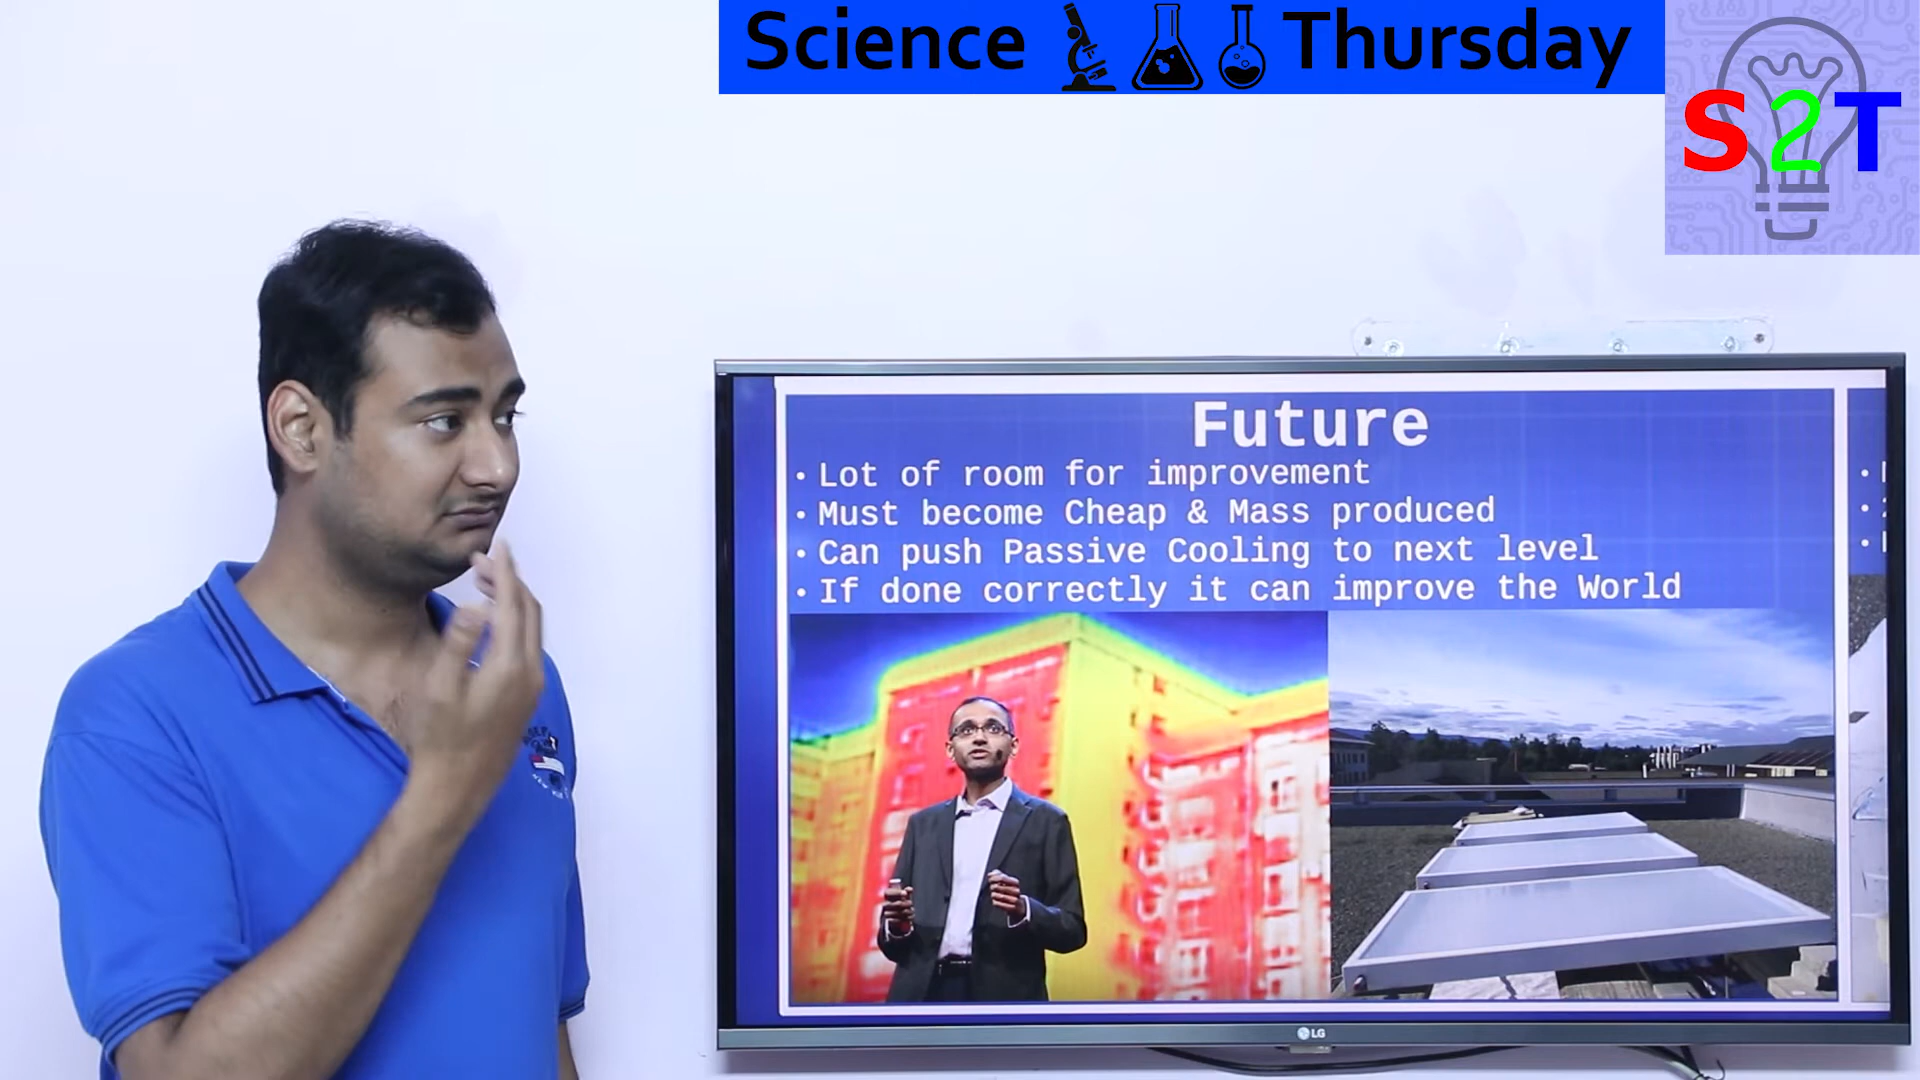 Science Thursday
S2T
Future
• Lot of room for improvement
• Must become Cheap & Mass produced
• Can push Passive Cooling to next level
• If done correctly it can improve the World
LG